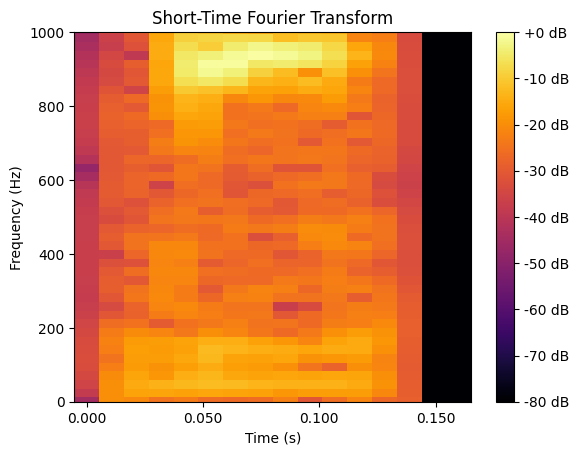 Short-Time Fourier Transform
Frequency (Hz)
1000
800
600
400
200
0
0.000 0.050 0.100 0.150
Time (s)
+0 dB
-10 dB
-20 dB
-30 dB
-40 dB
-50 dB
-60 dB
-70 dB
-80 dB